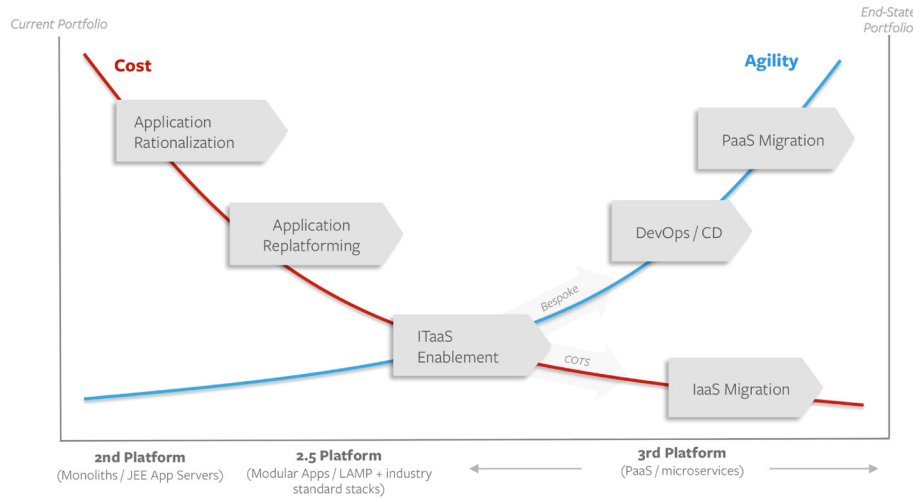 Current Portfolio
End-State
Portfolio
Cost
Agility
Application
Rationalization
PaaS Migration
Application
Replatforming
DevOps / CD
Bespoke
ITaaS
Enablement
COTS
IaaS Migration
2nd Platform
(Monoliths / JEE App Servers)
2.5 Platform
(Modular Apps / LAMP + industry
standard stacks)
3rd Platform
(PaaS / microservices)